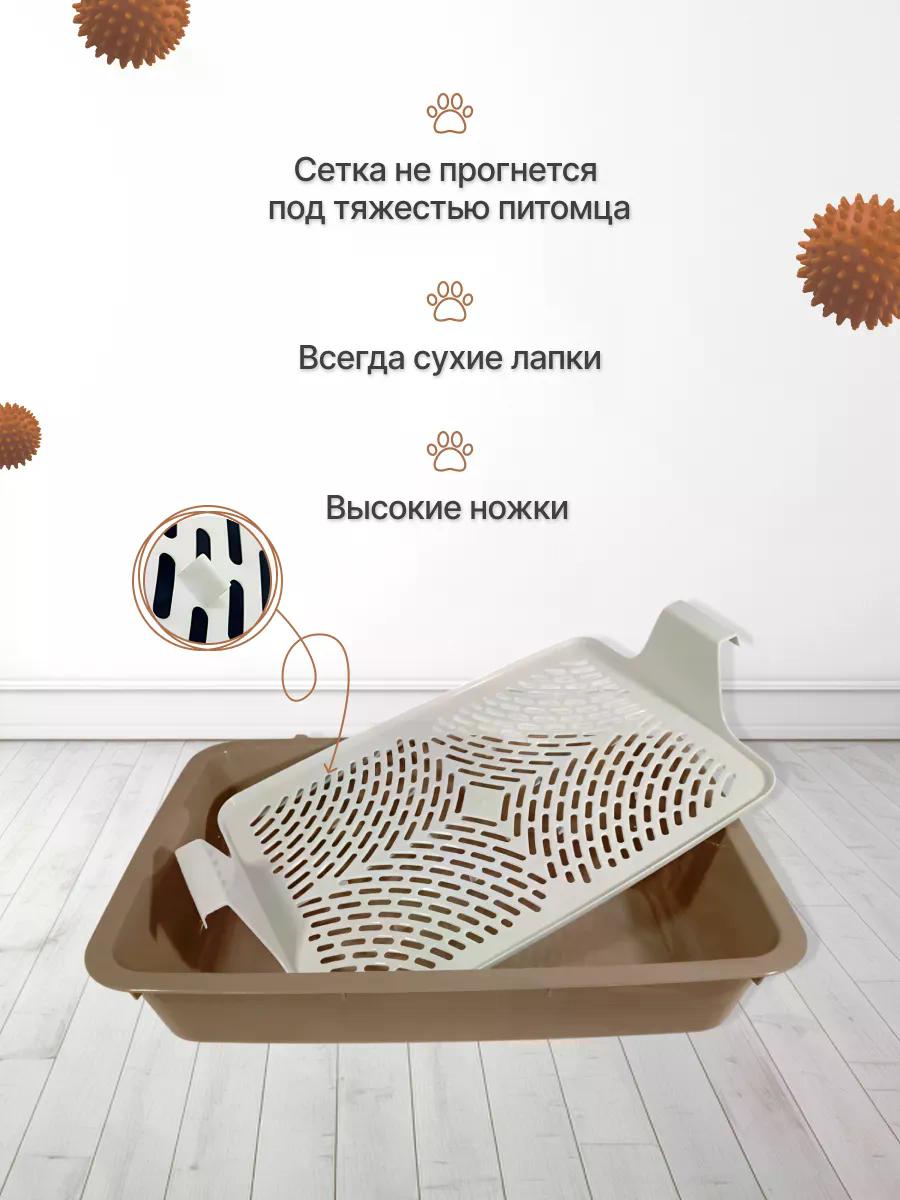 Сетка не прогнется
под тяжестью питомца
Всегда сухие лапки
Высокие ножки